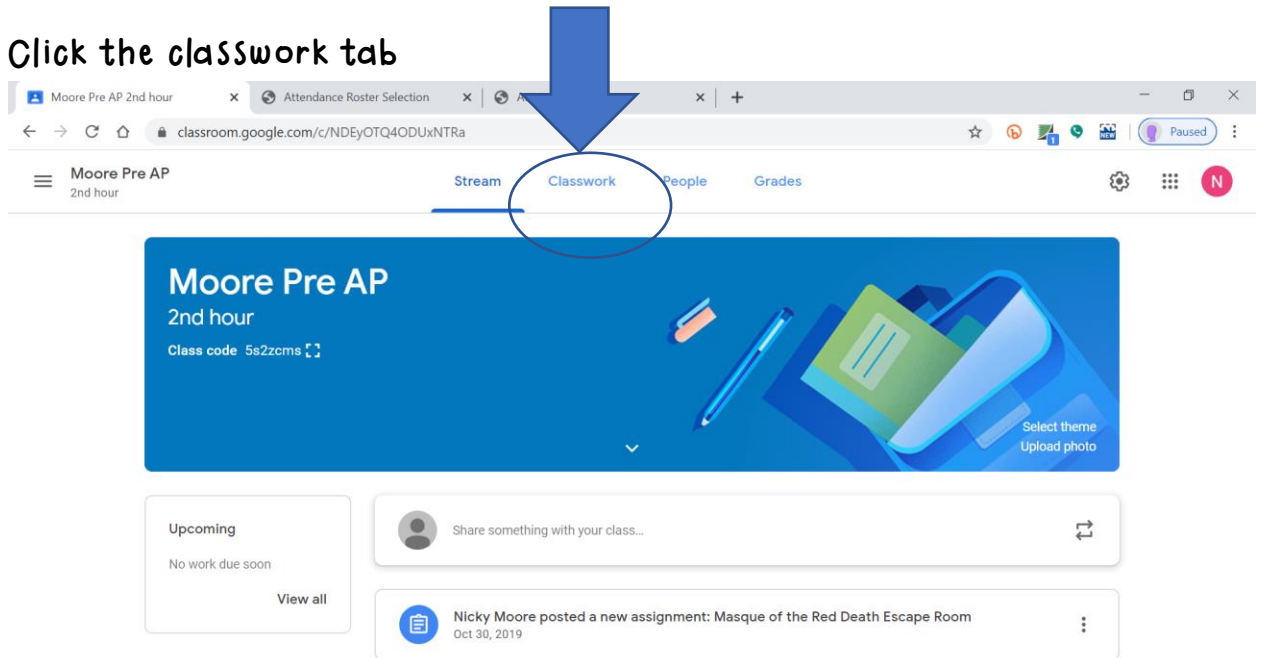 Click the classwork tab
Moore Pre AP 2nd hour
Attendance Roster Selection
classroom.google.com/c/NDEyOTQ4ODUxNTRa
Paused
Moore Pre AP
2nd hour
Stream Classwork People Grades
N
Moore Pre AP
2nd hour
Class code 5s2zcms
Select theme
Upload photo
Upcoming
No work due soon
View all
Share something with your class...
Nicky Moore posted a new assignment: Masque of the Red Death Escape Room
Oct 30, 2019